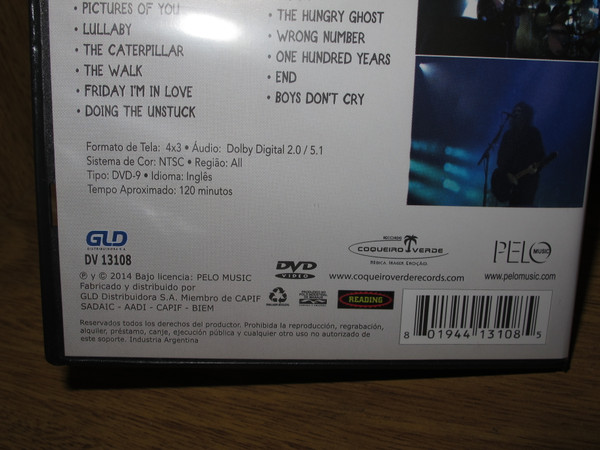 • PICTURES OF YOU
• LULLABY
• THE CATERPILLAR
• THE WALK
• FRIDAY I'M IN LOVE
• DOING THE UNSTUCK
• THE HUNGRY GHOST
• WRONG NUMBER
• ONE HUNDRED YEARS
• END
• BOYS DON'T CRY
Formato de Tela: 4x3 • Áudio: Dolby Digital 2.0 / 5.1
Sistema de Cor: NTSC • Região: All
Tipo: DVD-9 • Idioma: Inglês
Tempo Aproximado: 120 minutos
GLD
DISTRIBUIDORA S.A.
DV 13108
℗ y © 2014 Bajo licencia: PELO MUSIC
Fabricado y distribuido por
GLD Distribuidora S.A. Miembro de CAPIF
SADAIC - AADI - CAPIF - BIEM
Reservados todos los derechos del productor. Prohibida la reproducción, regrabación,
alquiler, préstamo, canje, ejecución pública y cualquier otro uso no autorizado de
este soporte. Industria Argentina
DVD
VIDEO
READING
RECORDS
COQUEIRO VERDE
www.coqueiroverderecords.com
PELO MUSIC
www.pelomusic.com
8 01944 13108 5